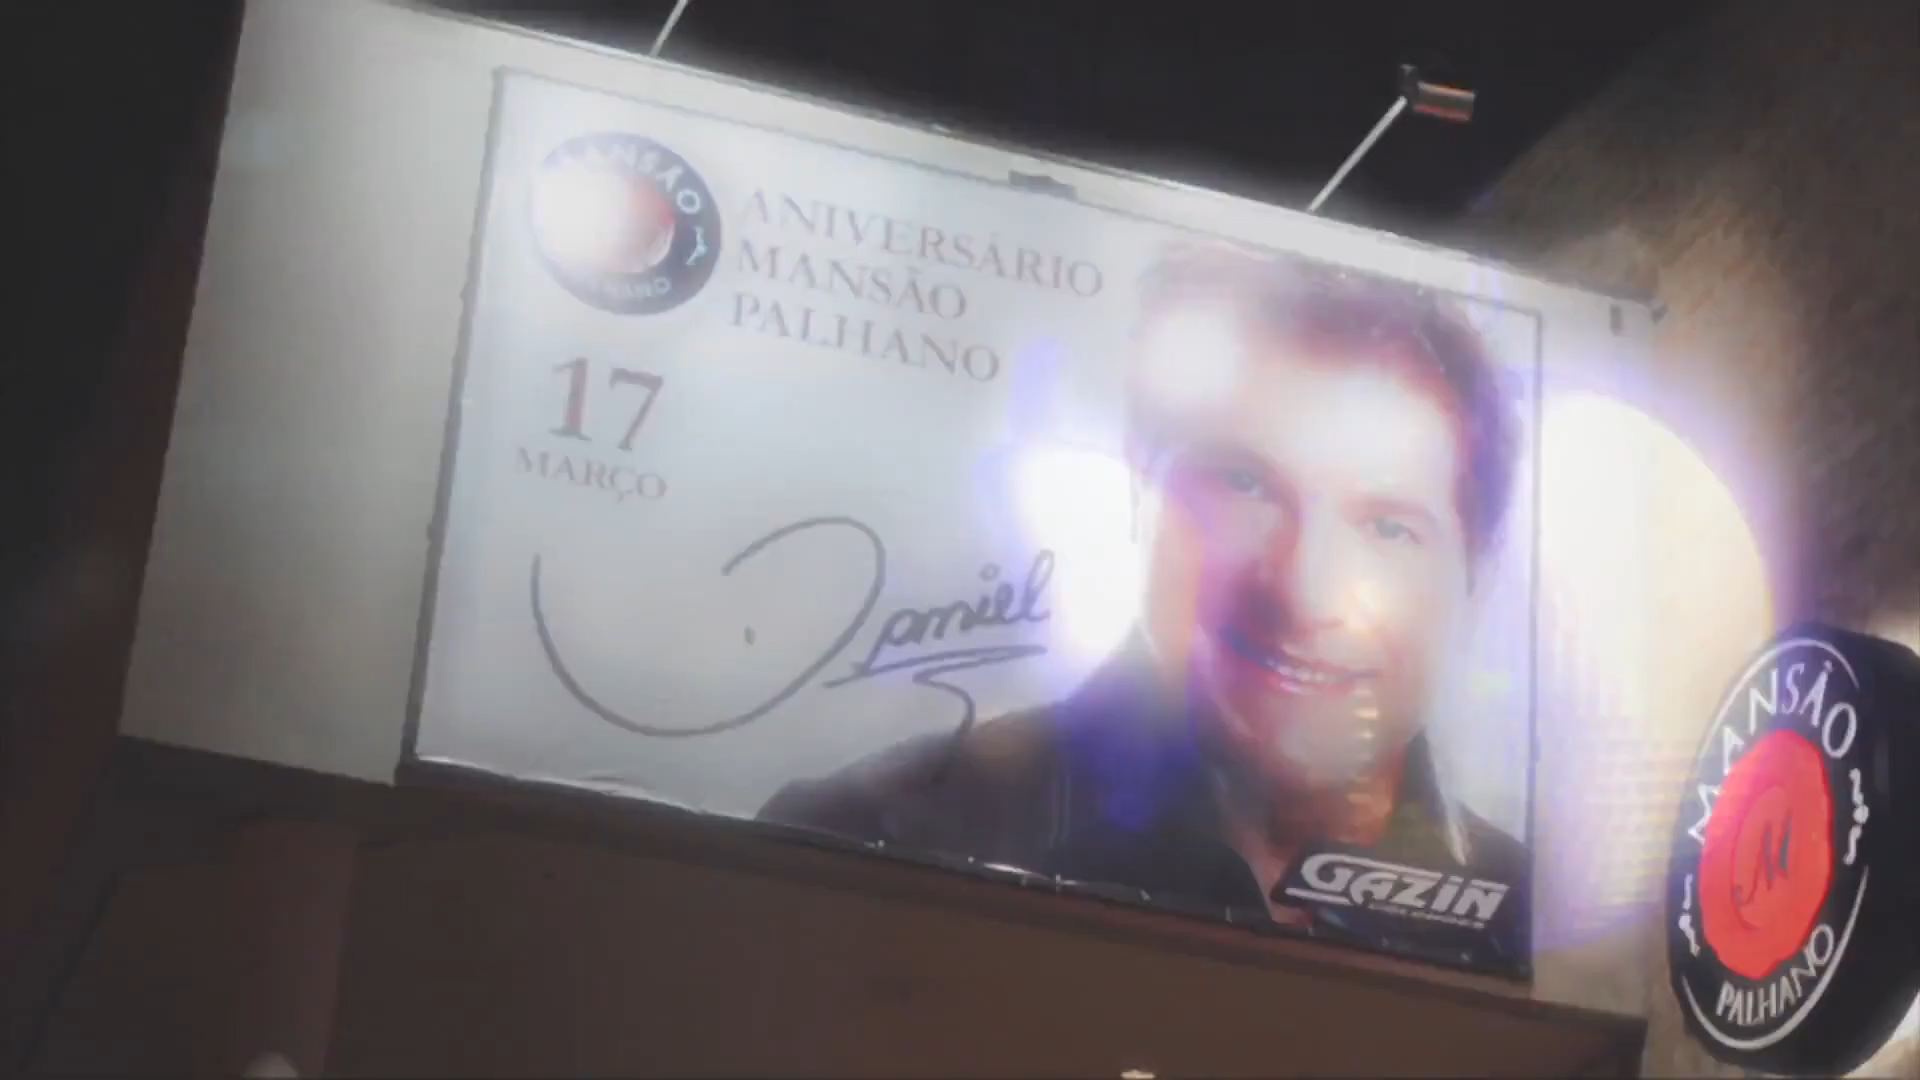 MANSÃO
PALHANO
ANIVERSÁRIO
MANSÃO
PALHANO
17
MARÇO
Daniel
GAZIN
MANSÃO
M
PALHANO